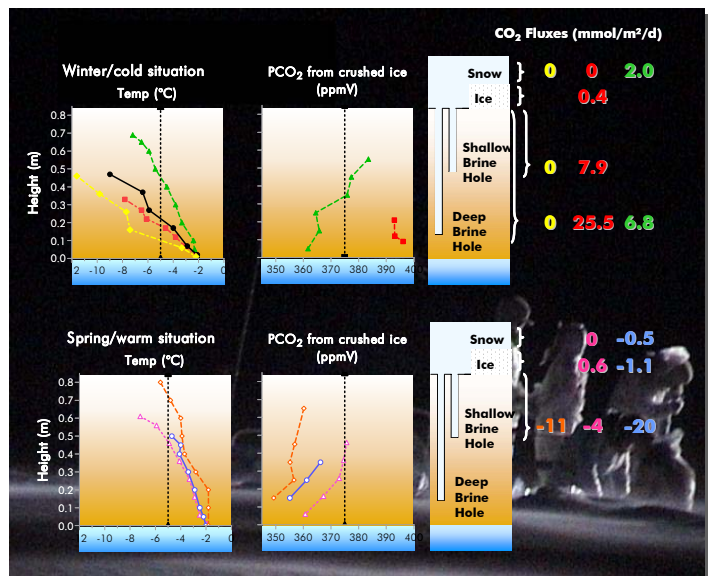 CO₂ Fluxes (mmol/m²/d)
Winter/cold situation
Temp (°C)
PCO₂ from crushed ice
(ppmV)
Snow } 0 0 2.0
Ice } 0.4
Shallow
Brine
Hole
0 7.9
Deep
Brine
Hole
0 25.5 6.8
Height (m)
0.8
0.7
0.6
0.5
0.4
0.3
0.2
0.1
0.0
2 -10 -8 -6 -4 -2 0
350 360 370 380 390 40
Spring/warm situation
Temp (°C)
PCO₂ from crushed ice
(ppmV)
Snow } 0 -0.5
Ice } 0.6 -1.1
Shallow
Brine
Hole
-11 -4 -20
Deep
Brine
Hole
Height (m)
0.8
0.7
0.6
0.5
0.4
0.3
0.2
0.1
0.0
2 -10 -8 -6 -4 -2 0
350 360 370 380 390 40